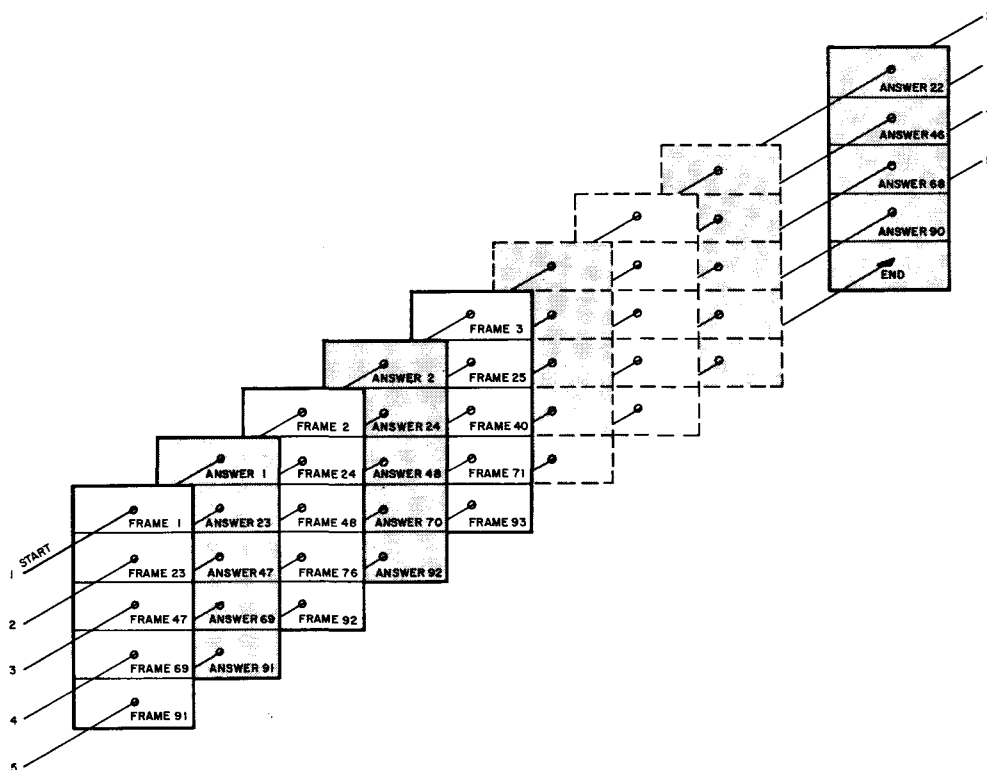 ANSWER 22
ANSWER 46
ANSWER 68
ANSWER 90
END
FRAME 3
FRAME 25
FRAME 40
FRAME 71
FRAME 93
ANSWER 2
ANSWER 24
ANSWER 48
ANSWER 70
ANSWER 92
FRAME 2
FRAME 24
FRAME 48
FRAME 76
FRAME 92
ANSWER 1
ANSWER 23
ANSWER 47
ANSWER 69
ANSWER 91
FRAME 1
FRAME 23
FRAME 47
FRAME 69
FRAME 91
1 START
2
3
4
5